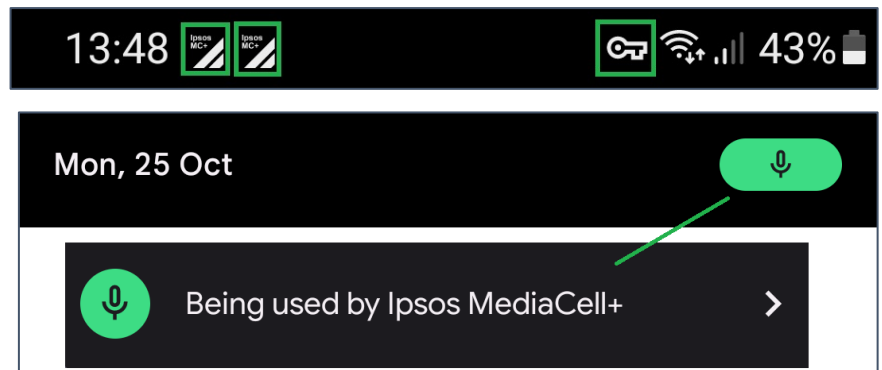 13:48 Ipsos MC+ Ipsos MC+ 43%
Mon, 25 Oct
Being used by Ipsos MediaCell+